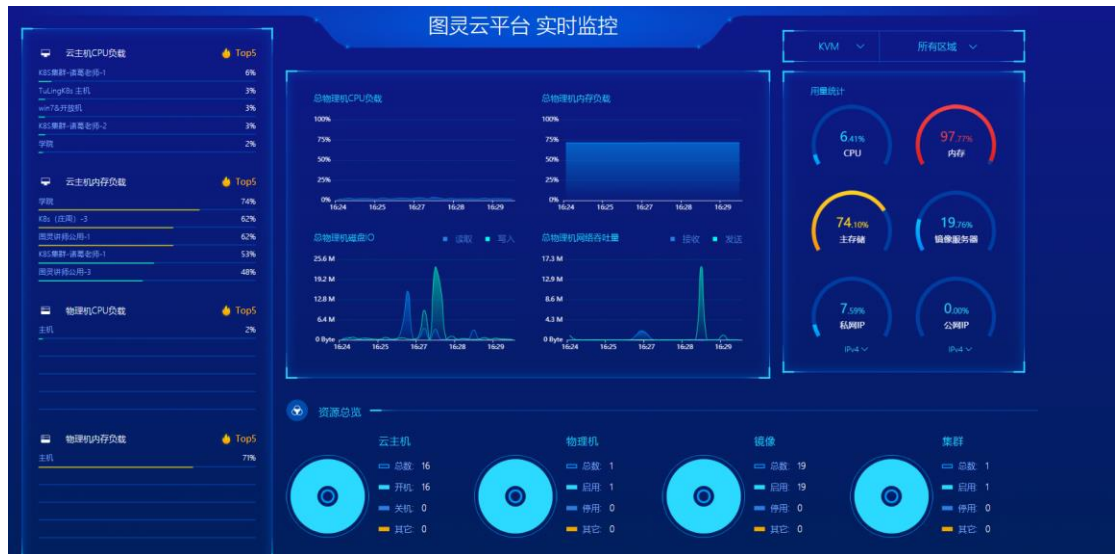 图灵云平台 实时监控
KVM
所有区域
云主机CPU负载 Top5
K8S集群-诸葛老师-1 6%
TuLingK8s 主机 3%
win7&开放机 3%
K8S集群-诸葛老师-2 3%
学院 2%
云主机内存负载 Top5
学院 74%
K8s（庄周）-3 62%
图灵讲师公用-1 62%
K8S集群-诸葛老师-1 53%
图灵讲师公用-3 48%
物理机CPU负载 Top5
主机 2%
物理机内存负载 Top5
主机 71%
总物理机CPU负载
100%
75%
50%
25%
0%
16:24 16:25 16:27 16:28 16:29
总物理机内存负载
100%
75%
50%
25%
0%
16:24 16:25 16:27 16:28 16:29
总物理机磁盘IO 读取 写入
25.6 M
19.2 M
12.8 M
6.4 M
0 Byte
16:24 16:25 16:27 16:28 16:29
总物理机网络吞吐量 接收 发送
17.3 M
12.9 M
8.6 M
4.3 M
0 Byte
16:24 16:25 16:27 16:28 16:29
用量统计
6.41%
CPU
97.77%
内存
74.10%
主存储
19.76%
镜像服务器
7.59%
私网IP
IPv4
0.00%
公网IP
IPv4
资源总览
云主机
总数: 16
开机: 16
关机: 0
其它: 0
物理机
总数: 1
启用: 1
停用: 0
其它: 0
镜像
总数: 19
启用: 19
停用: 0
其它: 0
集群
总数: 1
启用: 1
停用: 0
其它: 0